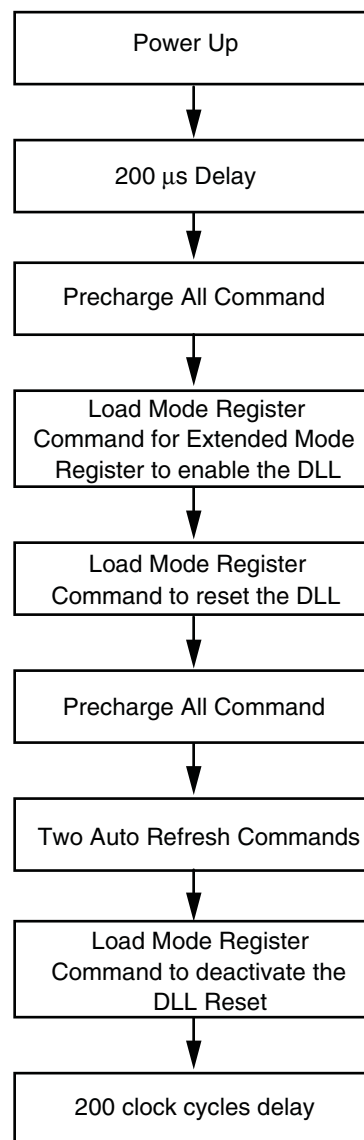 Power Up
200 μs Delay
Precharge All Command
Load Mode Register
Command for Extended Mode
Register to enable the DLL
Load Mode Register
Command to reset the DLL
Precharge All Command
Two Auto Refresh Commands
Load Mode Register
Command to deactivate the
DLL Reset
200 clock cycles delay